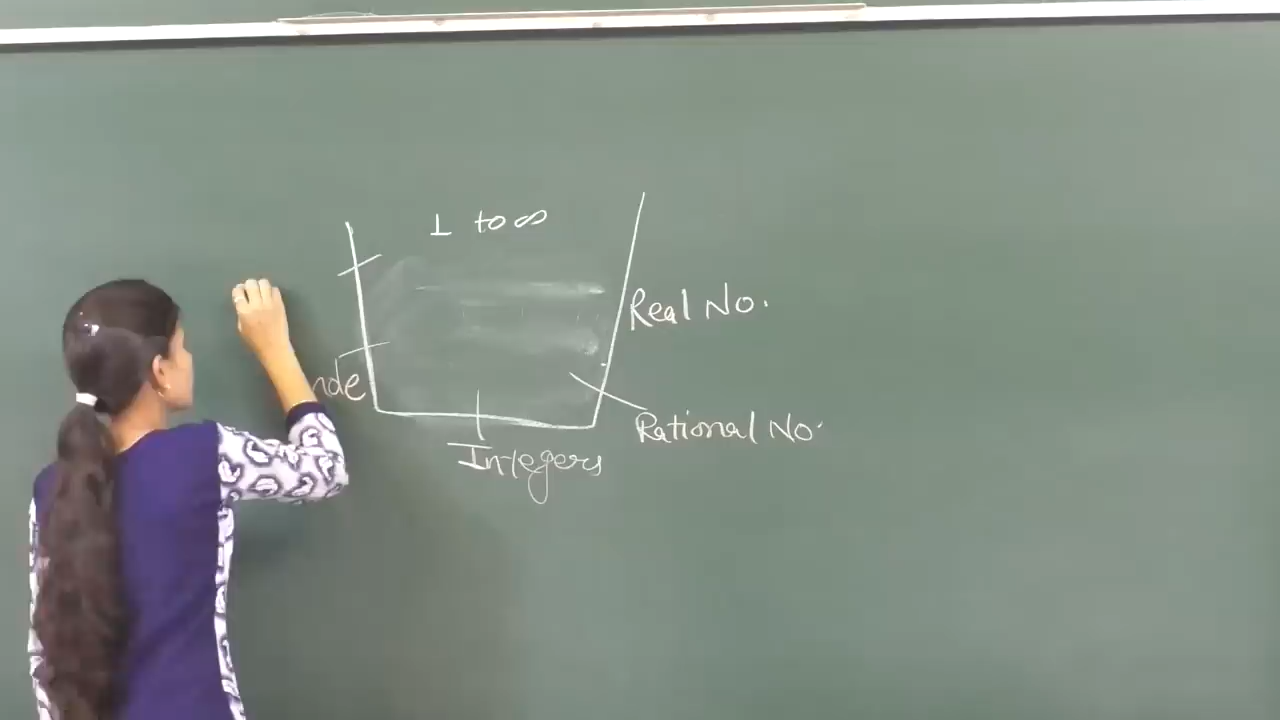 1 to ∞
Real No.
Rational No.
Integers